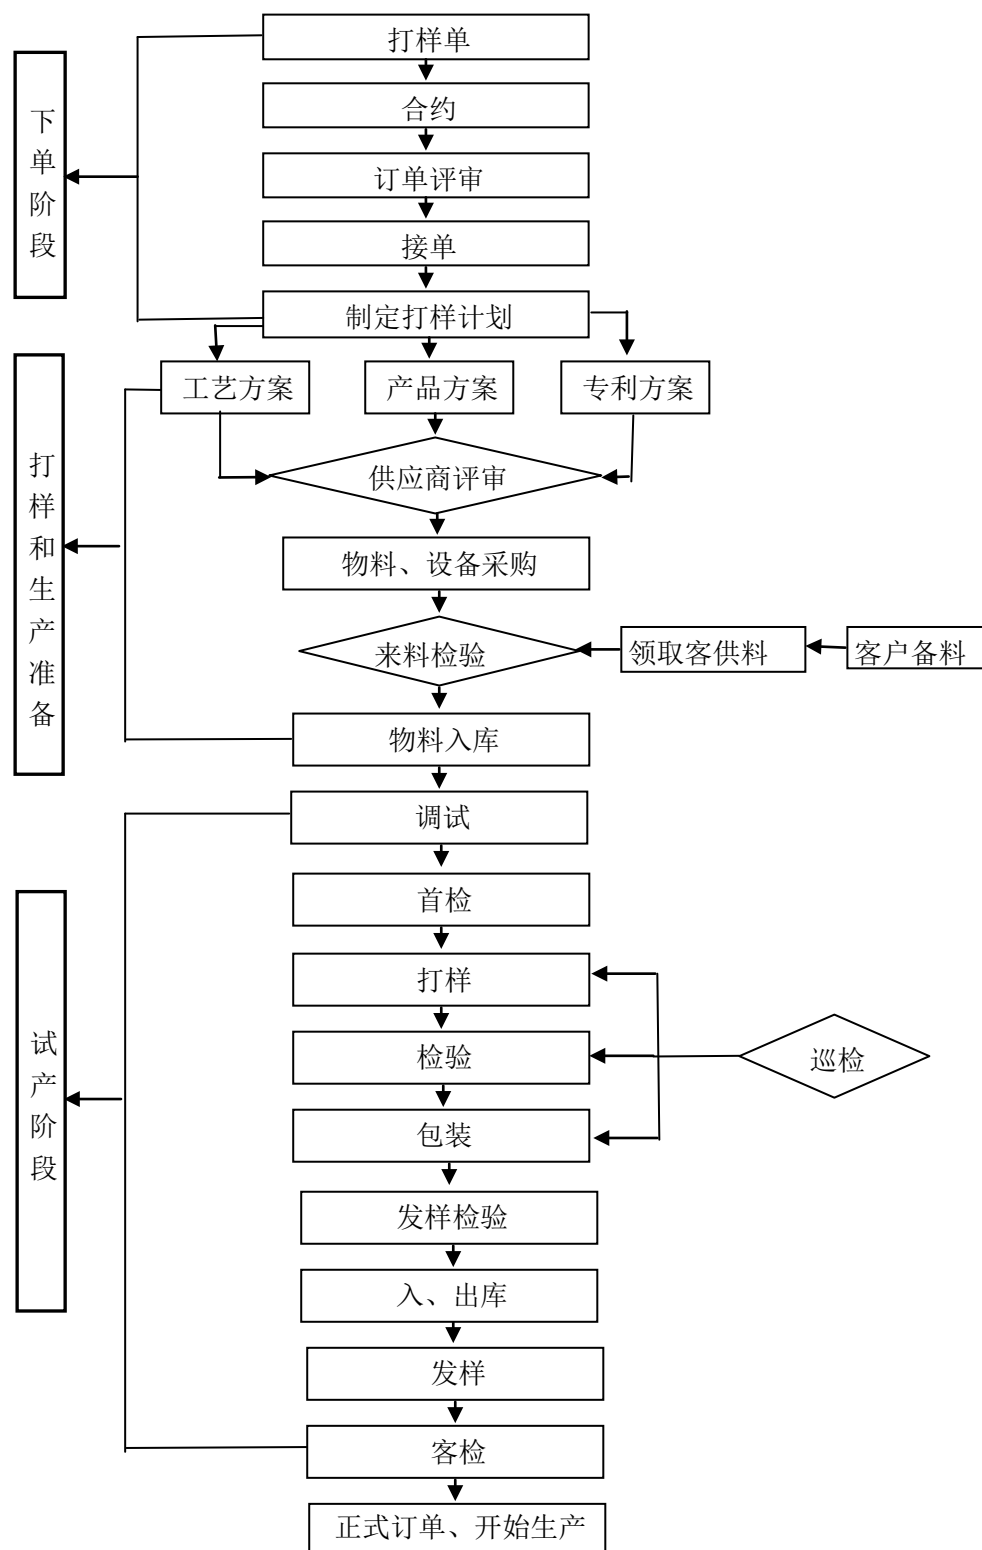 打样单
合约
订单评审
接单
制定打样计划
下单阶段
工艺方案
产品方案
专利方案
供应商评审
物料、设备采购
来料检验
领取客供料
客户备料
物料入库
打样和生产准备
调试
首检
打样
检验
巡检
包装
发样检验
入、出库
发样
客检
试产阶段
正式订单、开始生产